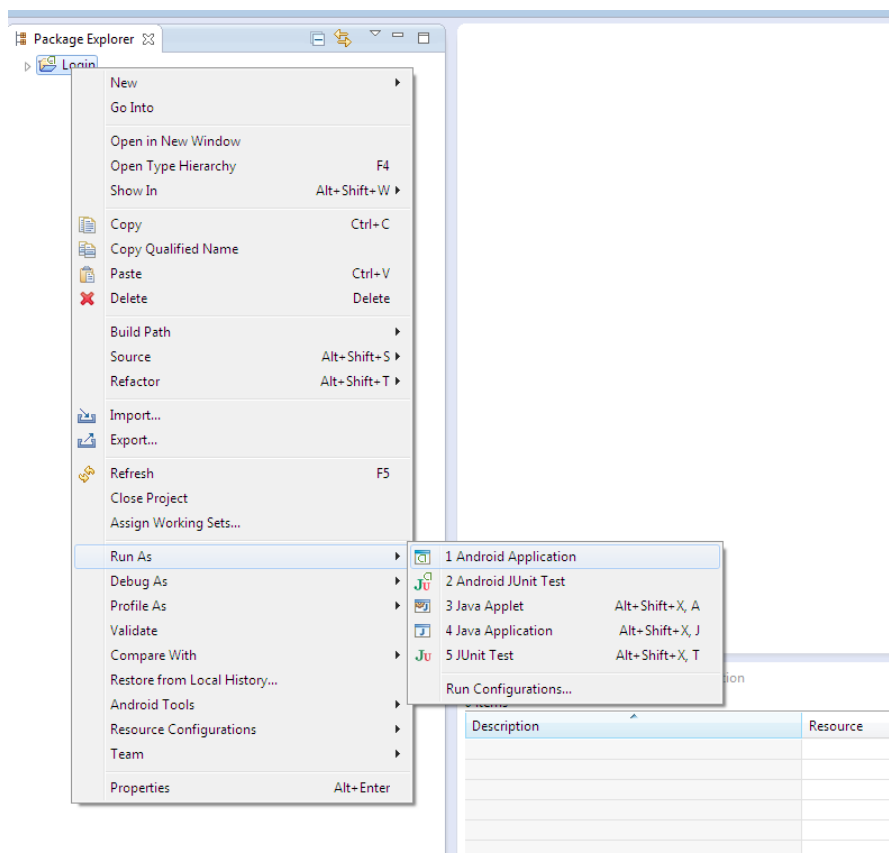 Package Explorer
Login
New
Go Into
Open in New Window
Open Type Hierarchy F4
Show In Alt+Shift+W
Copy Ctrl+C
Copy Qualified Name
Paste Ctrl+V
Delete Delete
Build Path
Source Alt+Shift+S
Refactor Alt+Shift+T
Import...
Export...
Refresh F5
Close Project
Assign Working Sets...
Run As
Debug As
Profile As
Validate
Compare With
Restore from Local History...
Android Tools
Resource Configurations
Team
Properties Alt+Enter
1 Android Application
2 Android JUnit Test
3 Java Applet Alt+Shift+X, A
4 Java Application Alt+Shift+X, J
5 JUnit Test Alt+Shift+X, T
Run Configurations...
Description Resource